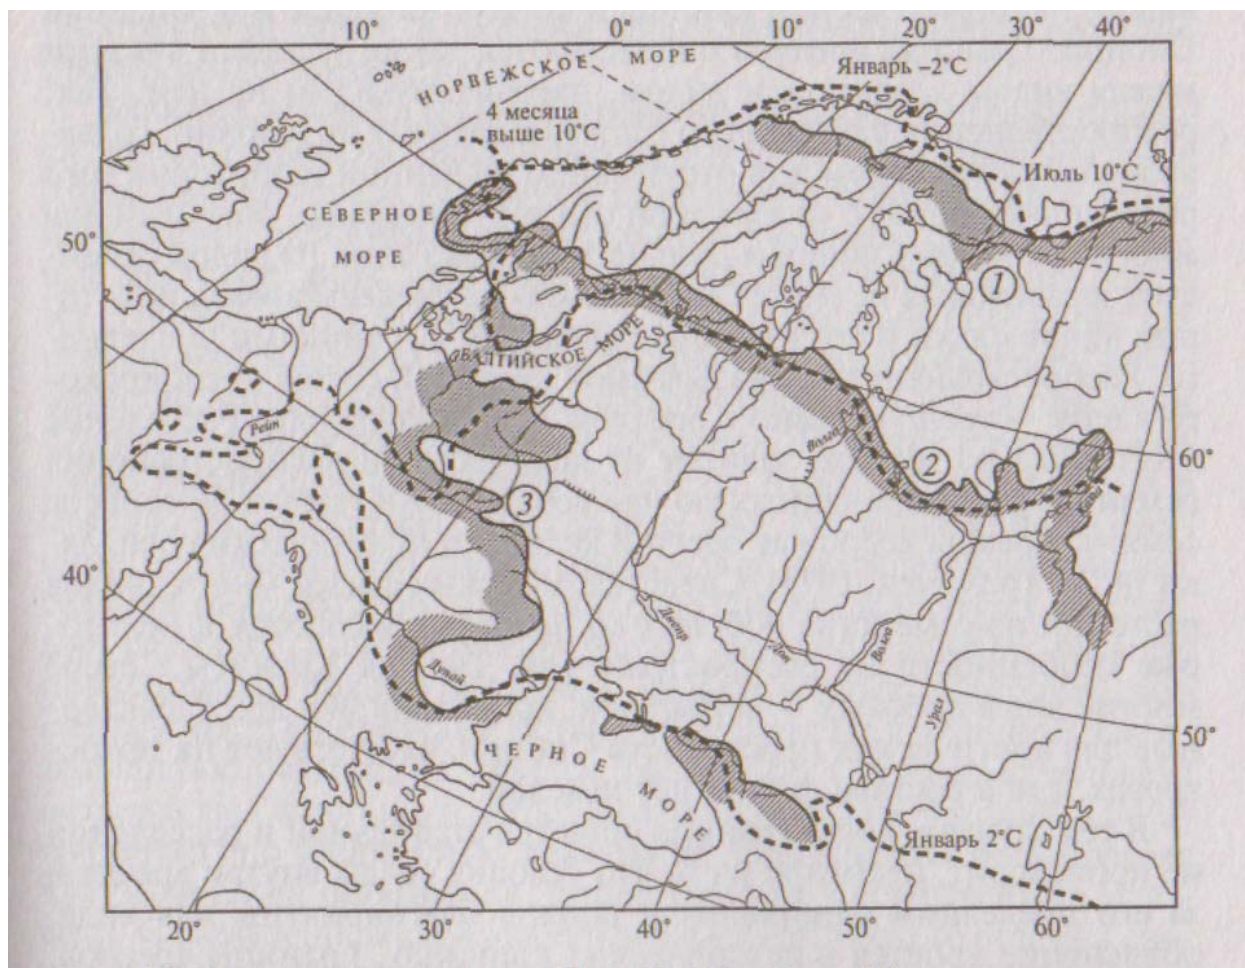 10°
0°
10°
20°
30°
40°
НОРВЕЖСКОЕ МОРЕ
Январь –2°C
4 месяца
выше 10°C
Июль 10°C
СЕВЕРНОЕ
МОРЕ
50°
1
БАЛТИЙСКОЕ МОРЕ
Рейн
Волга
2
60°
3
40°
Днепр
Дон
Волга
Дунай
Урал
50°
ЧЕРНОЕ
МОРЕ
Январь 2°C
20°
30°
40°
50°
60°